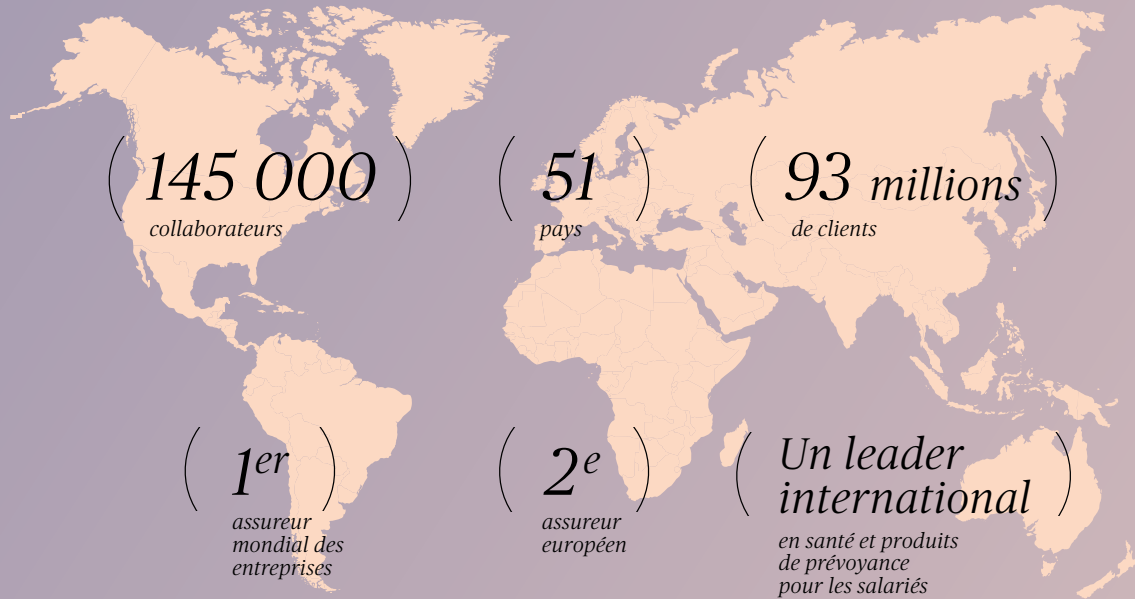 145 000
collaborateurs
51
pays
93 millions
de clients
1er
assureur
mondial des
entreprises
2e
assureur
européen
Un leader
international
en santé et produits
de prévoyance
pour les salariés